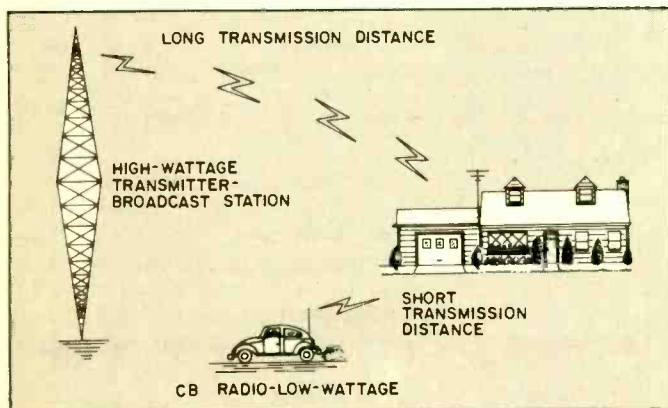 LONG TRANSMISSION DISTANCE
HIGH-WATTAGE
TRANSMITTER-
BROADCAST STATION
SHORT
TRANSMISSION
DISTANCE
CB RADIO-LOW-WATTAGE